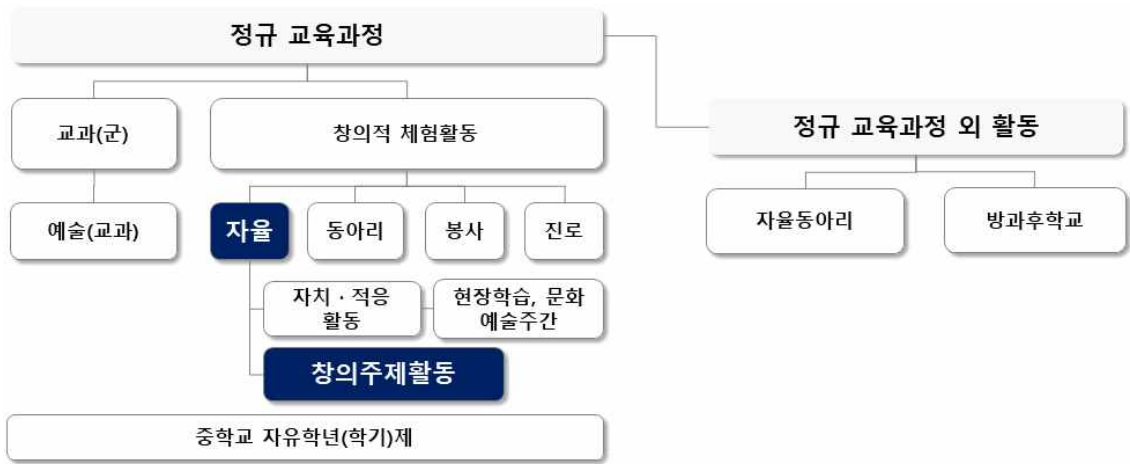 정규 교육과정
교과(군)
창의적 체험활동
정규 교육과정 외 활동
예술(교과)
자율
동아리
봉사
진로
자율동아리
방과후학교
자치 · 적응
활동
현장학습, 문화
예술주간
창의주제활동
중학교 자유학년(학기)제